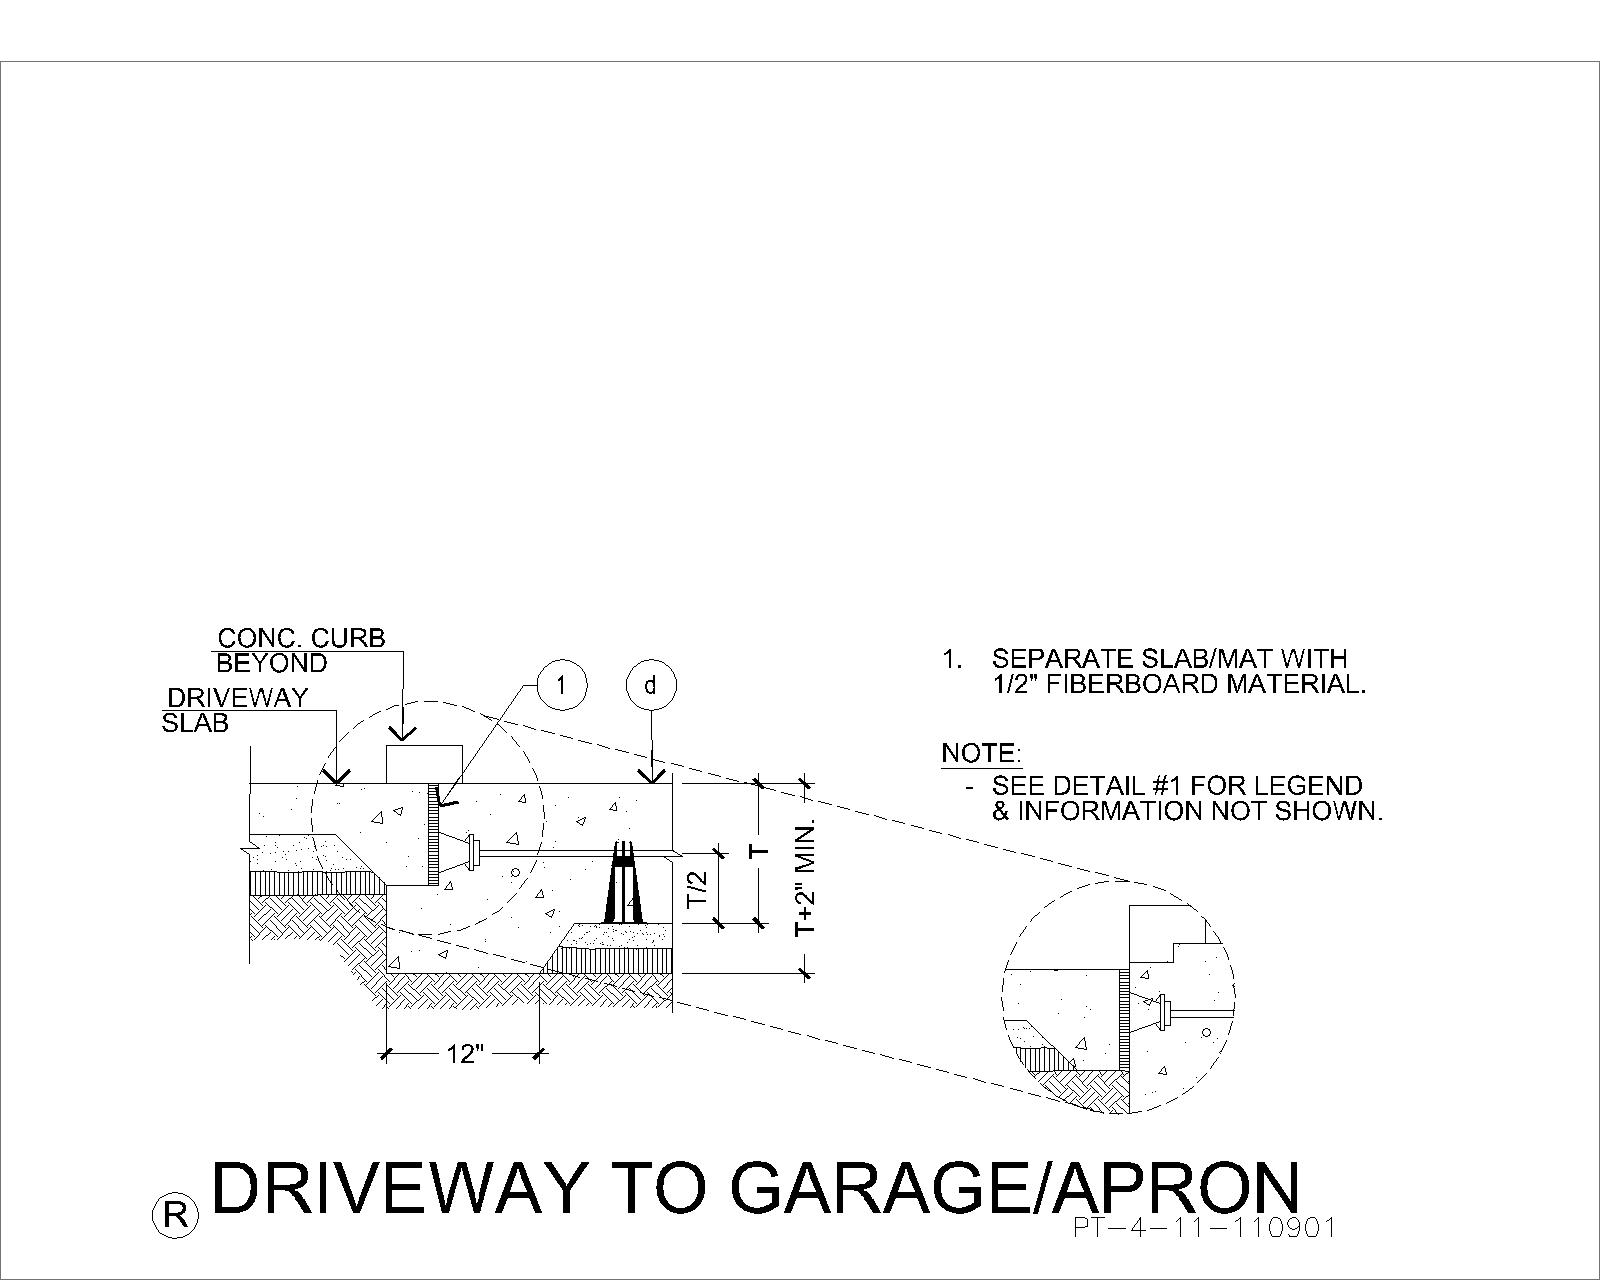 CONC. CURB
BEYOND
DRIVEWAY
SLAB
1
d
T/2
T
T+2" MIN.
12"
1. SEPARATE SLAB/MAT WITH
1/2" FIBERBOARD MATERIAL.
NOTE:
- SEE DETAIL #1 FOR LEGEND
& INFORMATION NOT SHOWN.
R DRIVEWAY TO GARAGE/APRON
PT-4-11-110901